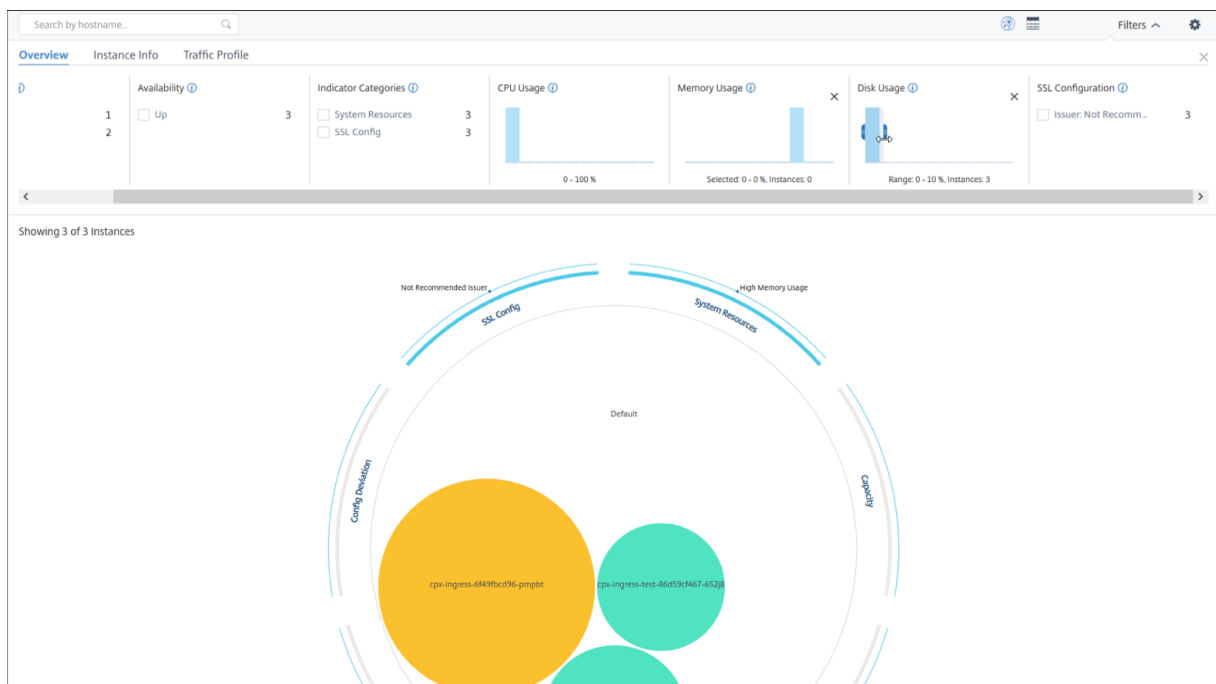 Search by hostname...
Filters
Overview Instance Info Traffic Profile
1
2
Availability
Up 3
Indicator Categories
System Resources 3
SSL Config 3
CPU Usage
0 - 100 %
Memory Usage
Selected: 0 - 0 %, Instances: 0
Disk Usage
Range: 0 - 10 %, Instances: 3
SSL Configuration
Issuer: Not Recomm... 3
Showing 3 of 3 Instances
Not Recommended Issuer
High Memory Usage
SSL Config
System Resources
Default
Config Deviation
Capacity
cpx-ingress-6f49fbcd96-pmpbt
cpx-ingress-test-86d59cf467-652j8